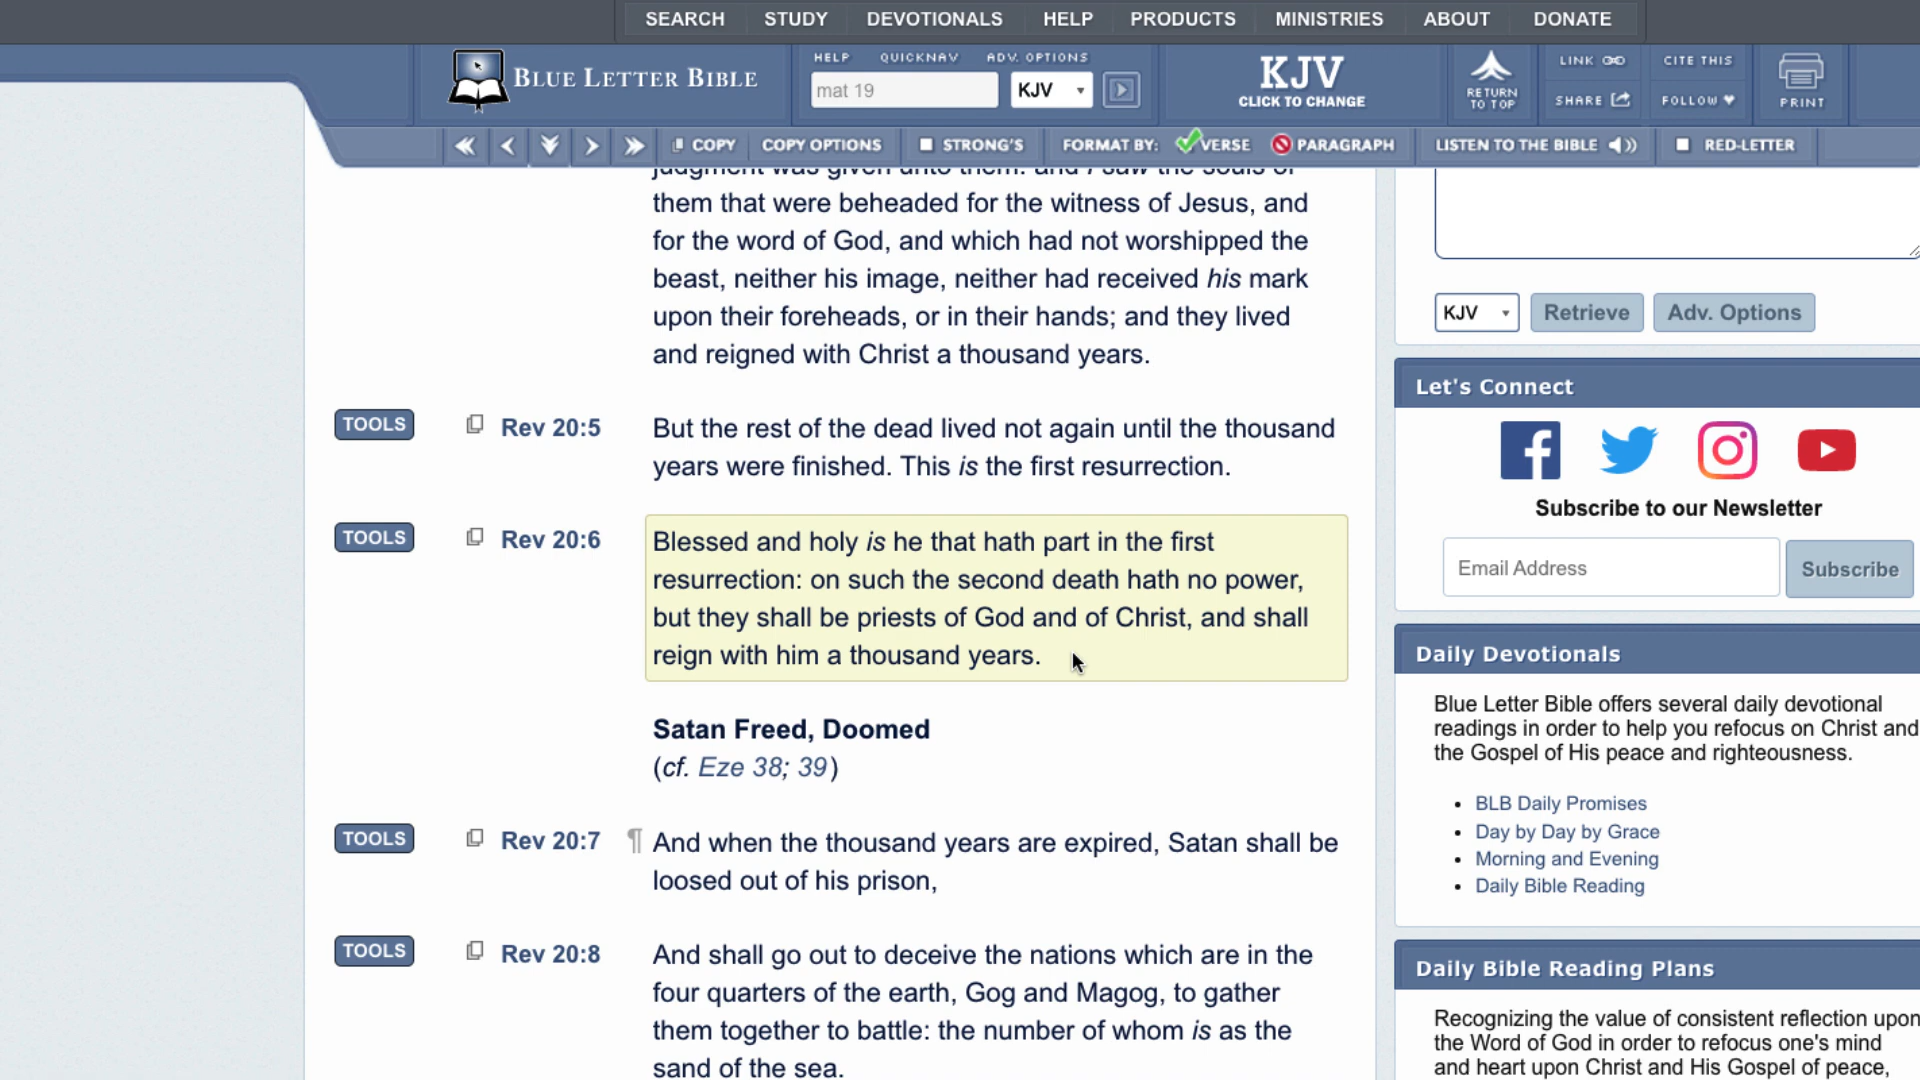 SEARCH STUDY DEVOTIONALS HELP PRODUCTS MINISTRIES ABOUT DONATE
BLUE LETTER BIBLE
HELP QUICKNAV ADV. OPTIONS
mat 19 KJV
KJV
CLICK TO CHANGE
RETURN
TO TOP
LINK
SHARE
CITE THIS
FOLLOW
PRINT
COPY COPY OPTIONS STRONG'S FORMAT BY: VERSE PARAGRAPH LISTEN TO THE BIBLE RED-LETTER
judgment was given unto them: and I saw the souls of
them that were beheaded for the witness of Jesus, and
for the word of God, and which had not worshipped the
beast, neither his image, neither had received his mark
upon their foreheads, or in their hands; and they lived
and reigned with Christ a thousand years.
TOOLS Rev 20:5 But the rest of the dead lived not again until the thousand
years were finished. This is the first resurrection.
TOOLS Rev 20:6 Blessed and holy is he that hath part in the first
resurrection: on such the second death hath no power,
but they shall be priests of God and of Christ, and shall
reign with him a thousand years.
Satan Freed, Doomed
(cf. Eze 38; 39)
TOOLS Rev 20:7 ¶ And when the thousand years are expired, Satan shall be
loosed out of his prison,
TOOLS Rev 20:8 And shall go out to deceive the nations which are in the
four quarters of the earth, Gog and Magog, to gather
them together to battle: the number of whom is as the
sand of the sea.
KJV Retrieve Adv. Options
Let's Connect
Subscribe to our Newsletter
Email Address Subscribe
Daily Devotionals
Blue Letter Bible offers several daily devotional
readings in order to help you refocus on Christ and
the Gospel of His peace and righteousness.
• BLB Daily Promises
• Day by Day by Grace
• Morning and Evening
• Daily Bible Reading
Daily Bible Reading Plans
Recognizing the value of consistent reflection upon
the Word of God in order to refocus one's mind
and heart upon Christ and His Gospel of peace,